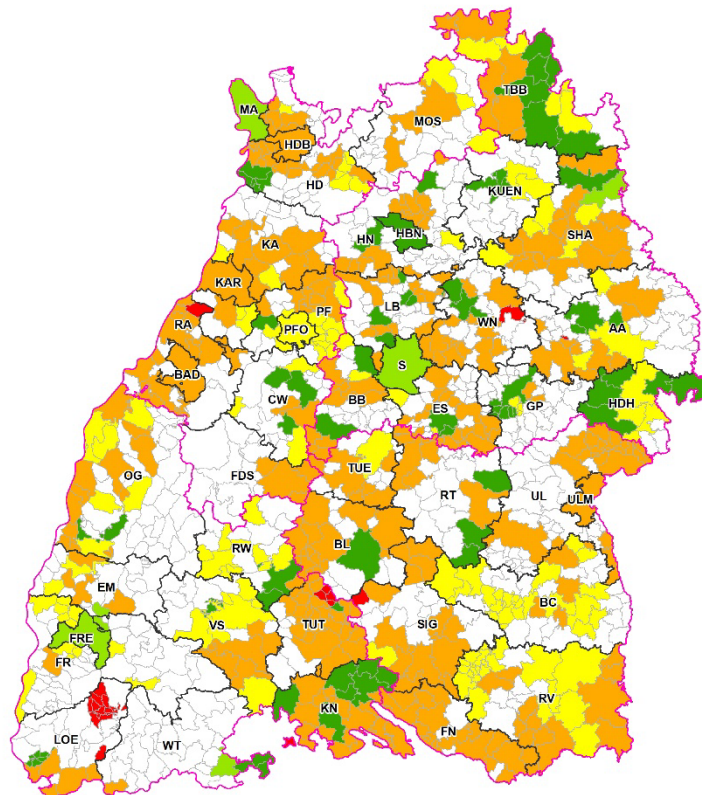 TBB
MA
MOS
HDB
HD
KUEN
KA
HN
HBN
SHA
KAR
RA
PF
LB
WN
PFO
AA
BAD
S
CW
BB
ES
GP
HDH
OG
TUE
FDS
RT
UL
ULM
RW
BL
EM
BC
VS
TUT
SIG
FRE
FR
RV
KN
FN
LOE
WT